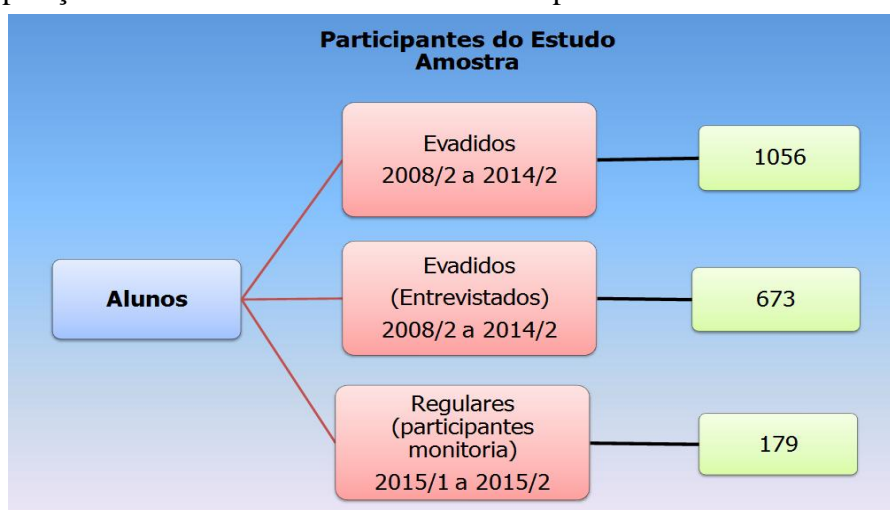 Participantes do Estudo
Amostra
Evadidos
2008/2 a 2014/2
1056
Alunos
Evadidos
(Entrevistados)
2008/2 a 2014/2
673
Regulares
(participantes
monitoria)
2015/1 a 2015/2
179